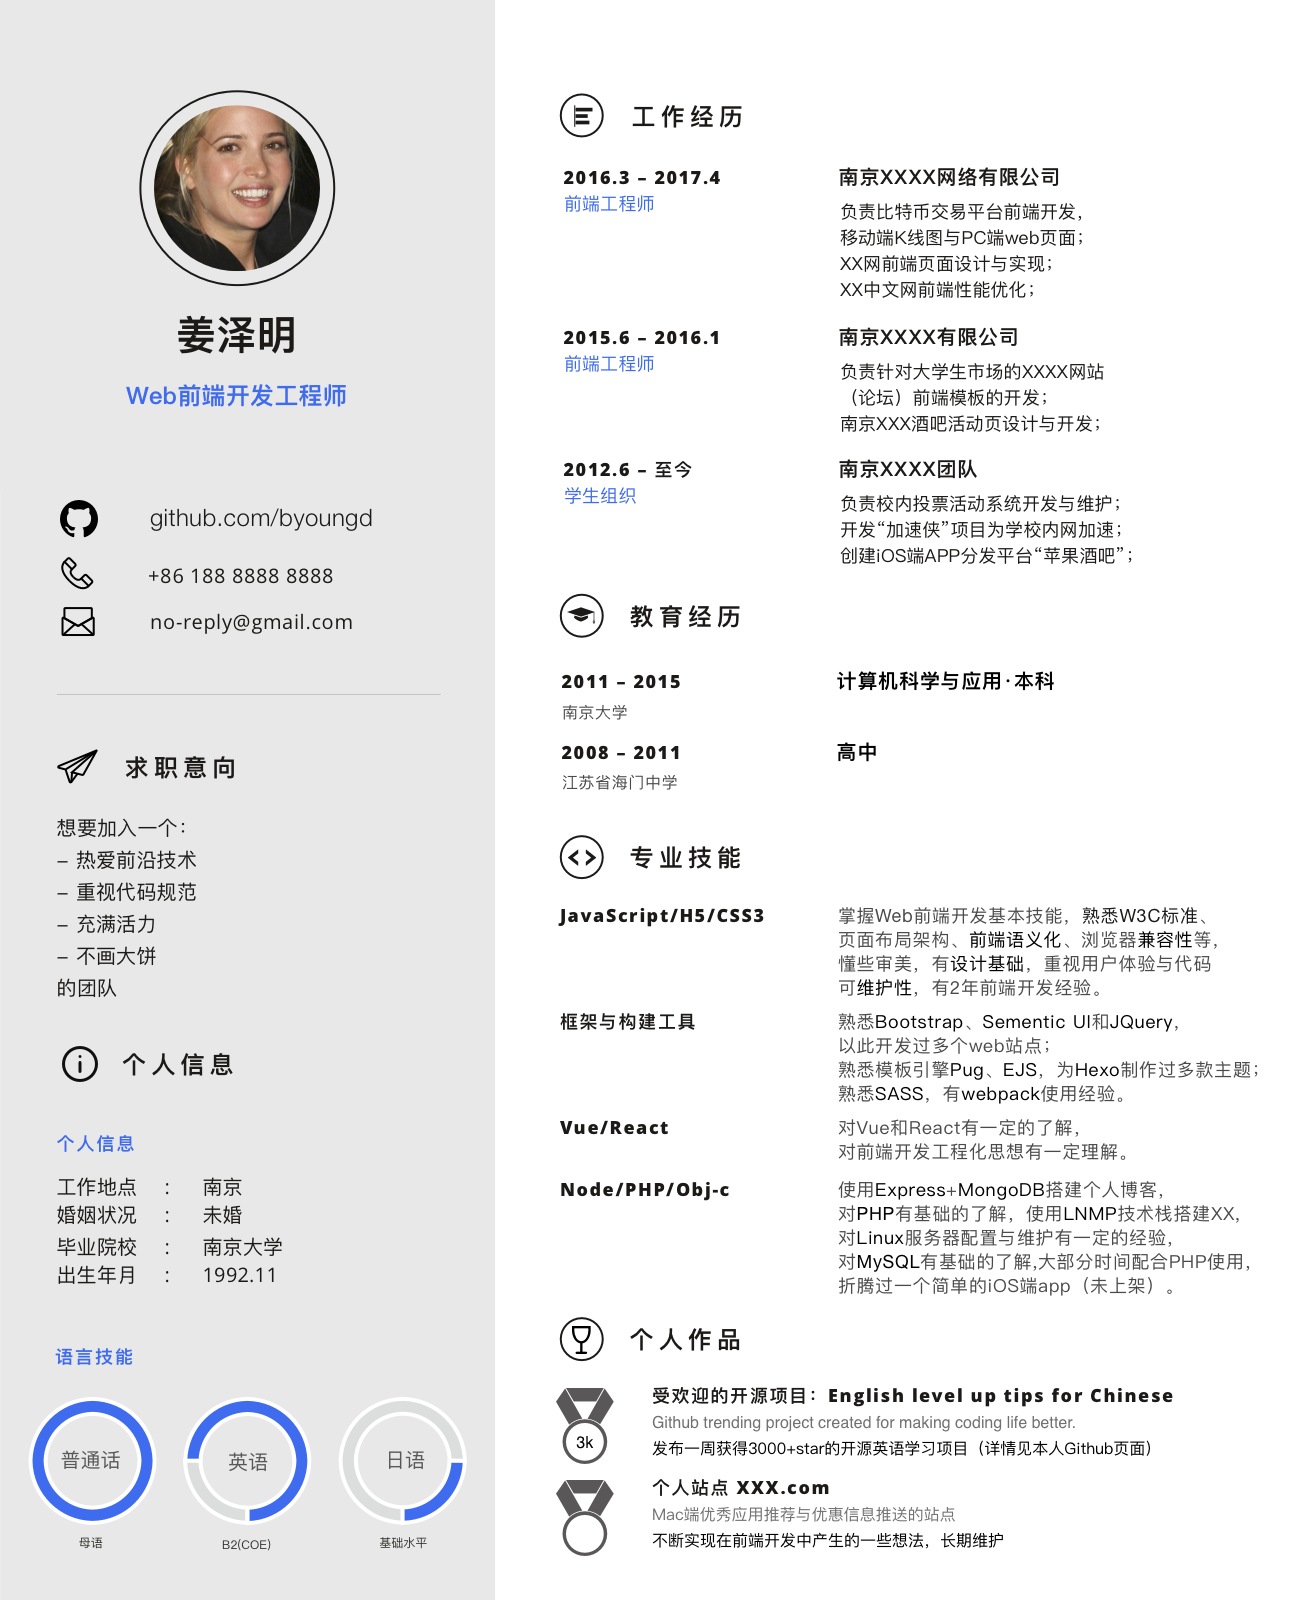 姜泽明
Web前端开发工程师
github.com/byoungd
+86 188 8888 8888
no-reply@gmail.com
求职意向
想要加入一个：
– 热爱前沿技术
– 重视代码规范
– 充满活力
– 不画大饼
的团队
个人信息
个人信息
工作地点 : 南京
婚姻状况 : 未婚
毕业院校 : 南京大学
出生年月 : 1992.11
语言技能
普通话 英语 日语
母语 B2(COE) 基础水平
工作经历
2016.3 – 2017.4 南京XXXX网络有限公司
前端工程师
负责比特币交易平台前端开发，
移动端K线图与PC端web页面；
XX网前端页面设计与实现；
XX中文网前端性能优化；
2015.6 – 2016.1 南京XXXX有限公司
前端工程师
负责针对大学生市场的XXXX网站
（论坛）前端模板的开发；
南京XXX酒吧活动页设计与开发；
2012.6 – 至今 南京XXXX团队
学生组织
负责校内投票活动系统开发与维护；
开发“加速侠”项目为学校内网加速；
创建iOS端APP分发平台“苹果酒吧”；
教育经历
2011 – 2015 计算机科学与应用·本科
南京大学
2008 – 2011 高中
江苏省海门中学
专业技能
JavaScript/H5/CSS3 掌握Web前端开发基本技能，熟悉W3C标准、
页面布局架构、前端语义化、浏览器兼容性等，
懂些审美，有设计基础，重视用户体验与代码
可维护性，有2年前端开发经验。
框架与构建工具 熟悉Bootstrap、Sementic UI和JQuery，
以此开发过多个web站点；
熟悉模板引擎Pug、EJS，为Hexo制作过多款主题；
熟悉SASS，有webpack使用经验。
Vue/React 对Vue和React有一定的了解，
对前端开发工程化思想有一定理解。
Node/PHP/Obj-c 使用Express+MongoDB搭建个人博客，
对PHP有基础的了解，使用LNMP技术栈搭建XX，
对Linux服务器配置与维护有一定的经验，
对MySQL有基础的了解,大部分时间配合PHP使用，
折腾过一个简单的iOS端app（未上架）。
个人作品
受欢迎的开源项目：English level up tips for Chinese
Github trending project created for making coding life better.
3k
发布一周获得3000+star的开源英语学习项目（详情见本人Github页面）
个人站点 XXX.com
Mac端优秀应用推荐与优惠信息推送的站点
不断实现在前端开发中产生的一些想法，长期维护